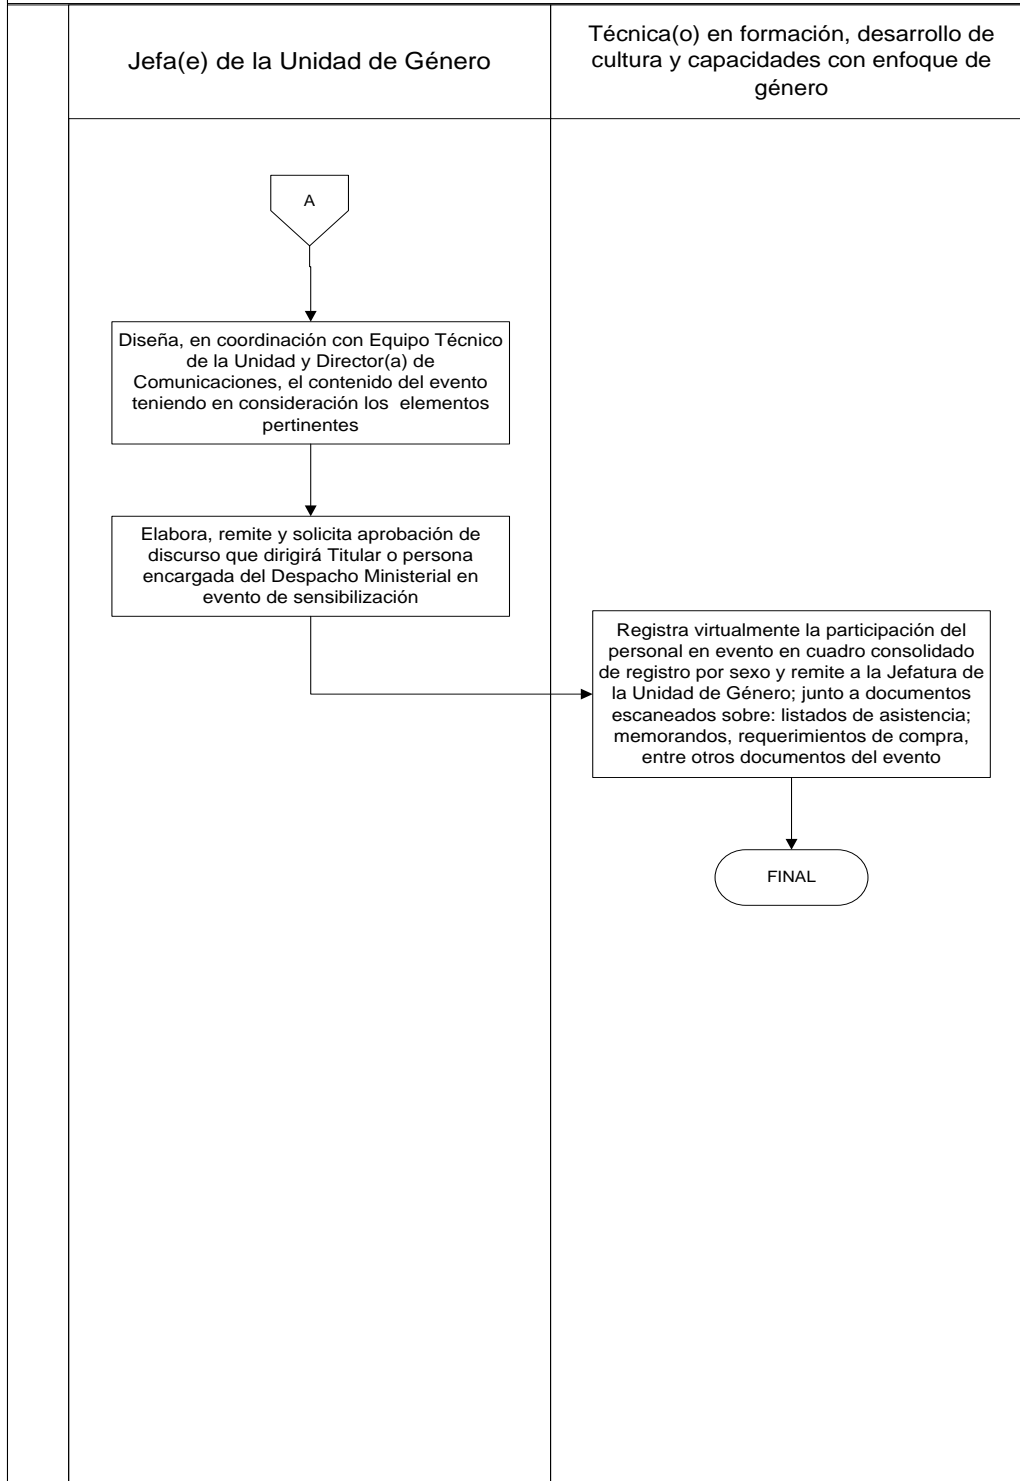 Jefa(e) de la Unidad de Género
Técnica(o) en formación, desarrollo de
cultura y capacidades con enfoque de
género
A
Diseña, en coordinación con Equipo Técnico
de la Unidad y Director(a) de
Comunicaciones, el contenido del evento
teniendo en consideración los elementos
pertinentes
Elabora, remite y solicita aprobación de
discurso que dirigirá Titular o persona
encargada del Despacho Ministerial en
evento de sensibilización
Registra virtualmente la participación del
personal en evento en cuadro consolidado
de registro por sexo y remite a la Jefatura de
la Unidad de Género; junto a documentos
escaneados sobre: listados de asistencia;
memorandos, requerimientos de compra,
entre otros documentos del evento
FINAL